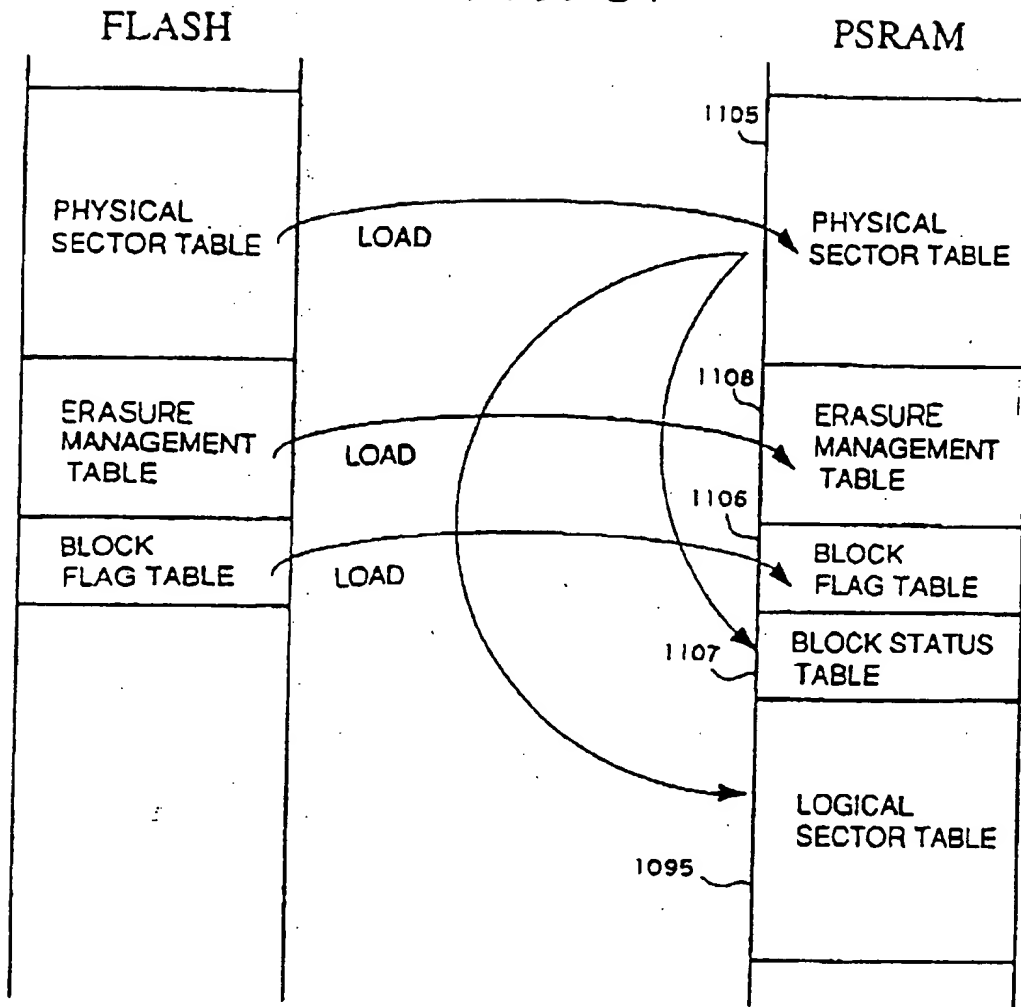 FLASH
PSRAM
1105
PHYSICAL
SECTOR TABLE
LOAD
PHYSICAL
SECTOR TABLE
1108
ERASURE
MANAGEMENT
TABLE
LOAD
ERASURE
MANAGEMENT
TABLE
1106
BLOCK
FLAG TABLE
LOAD
BLOCK
FLAG TABLE
1107
BLOCK STATUS
TABLE
LOGICAL
SECTOR TABLE
1095